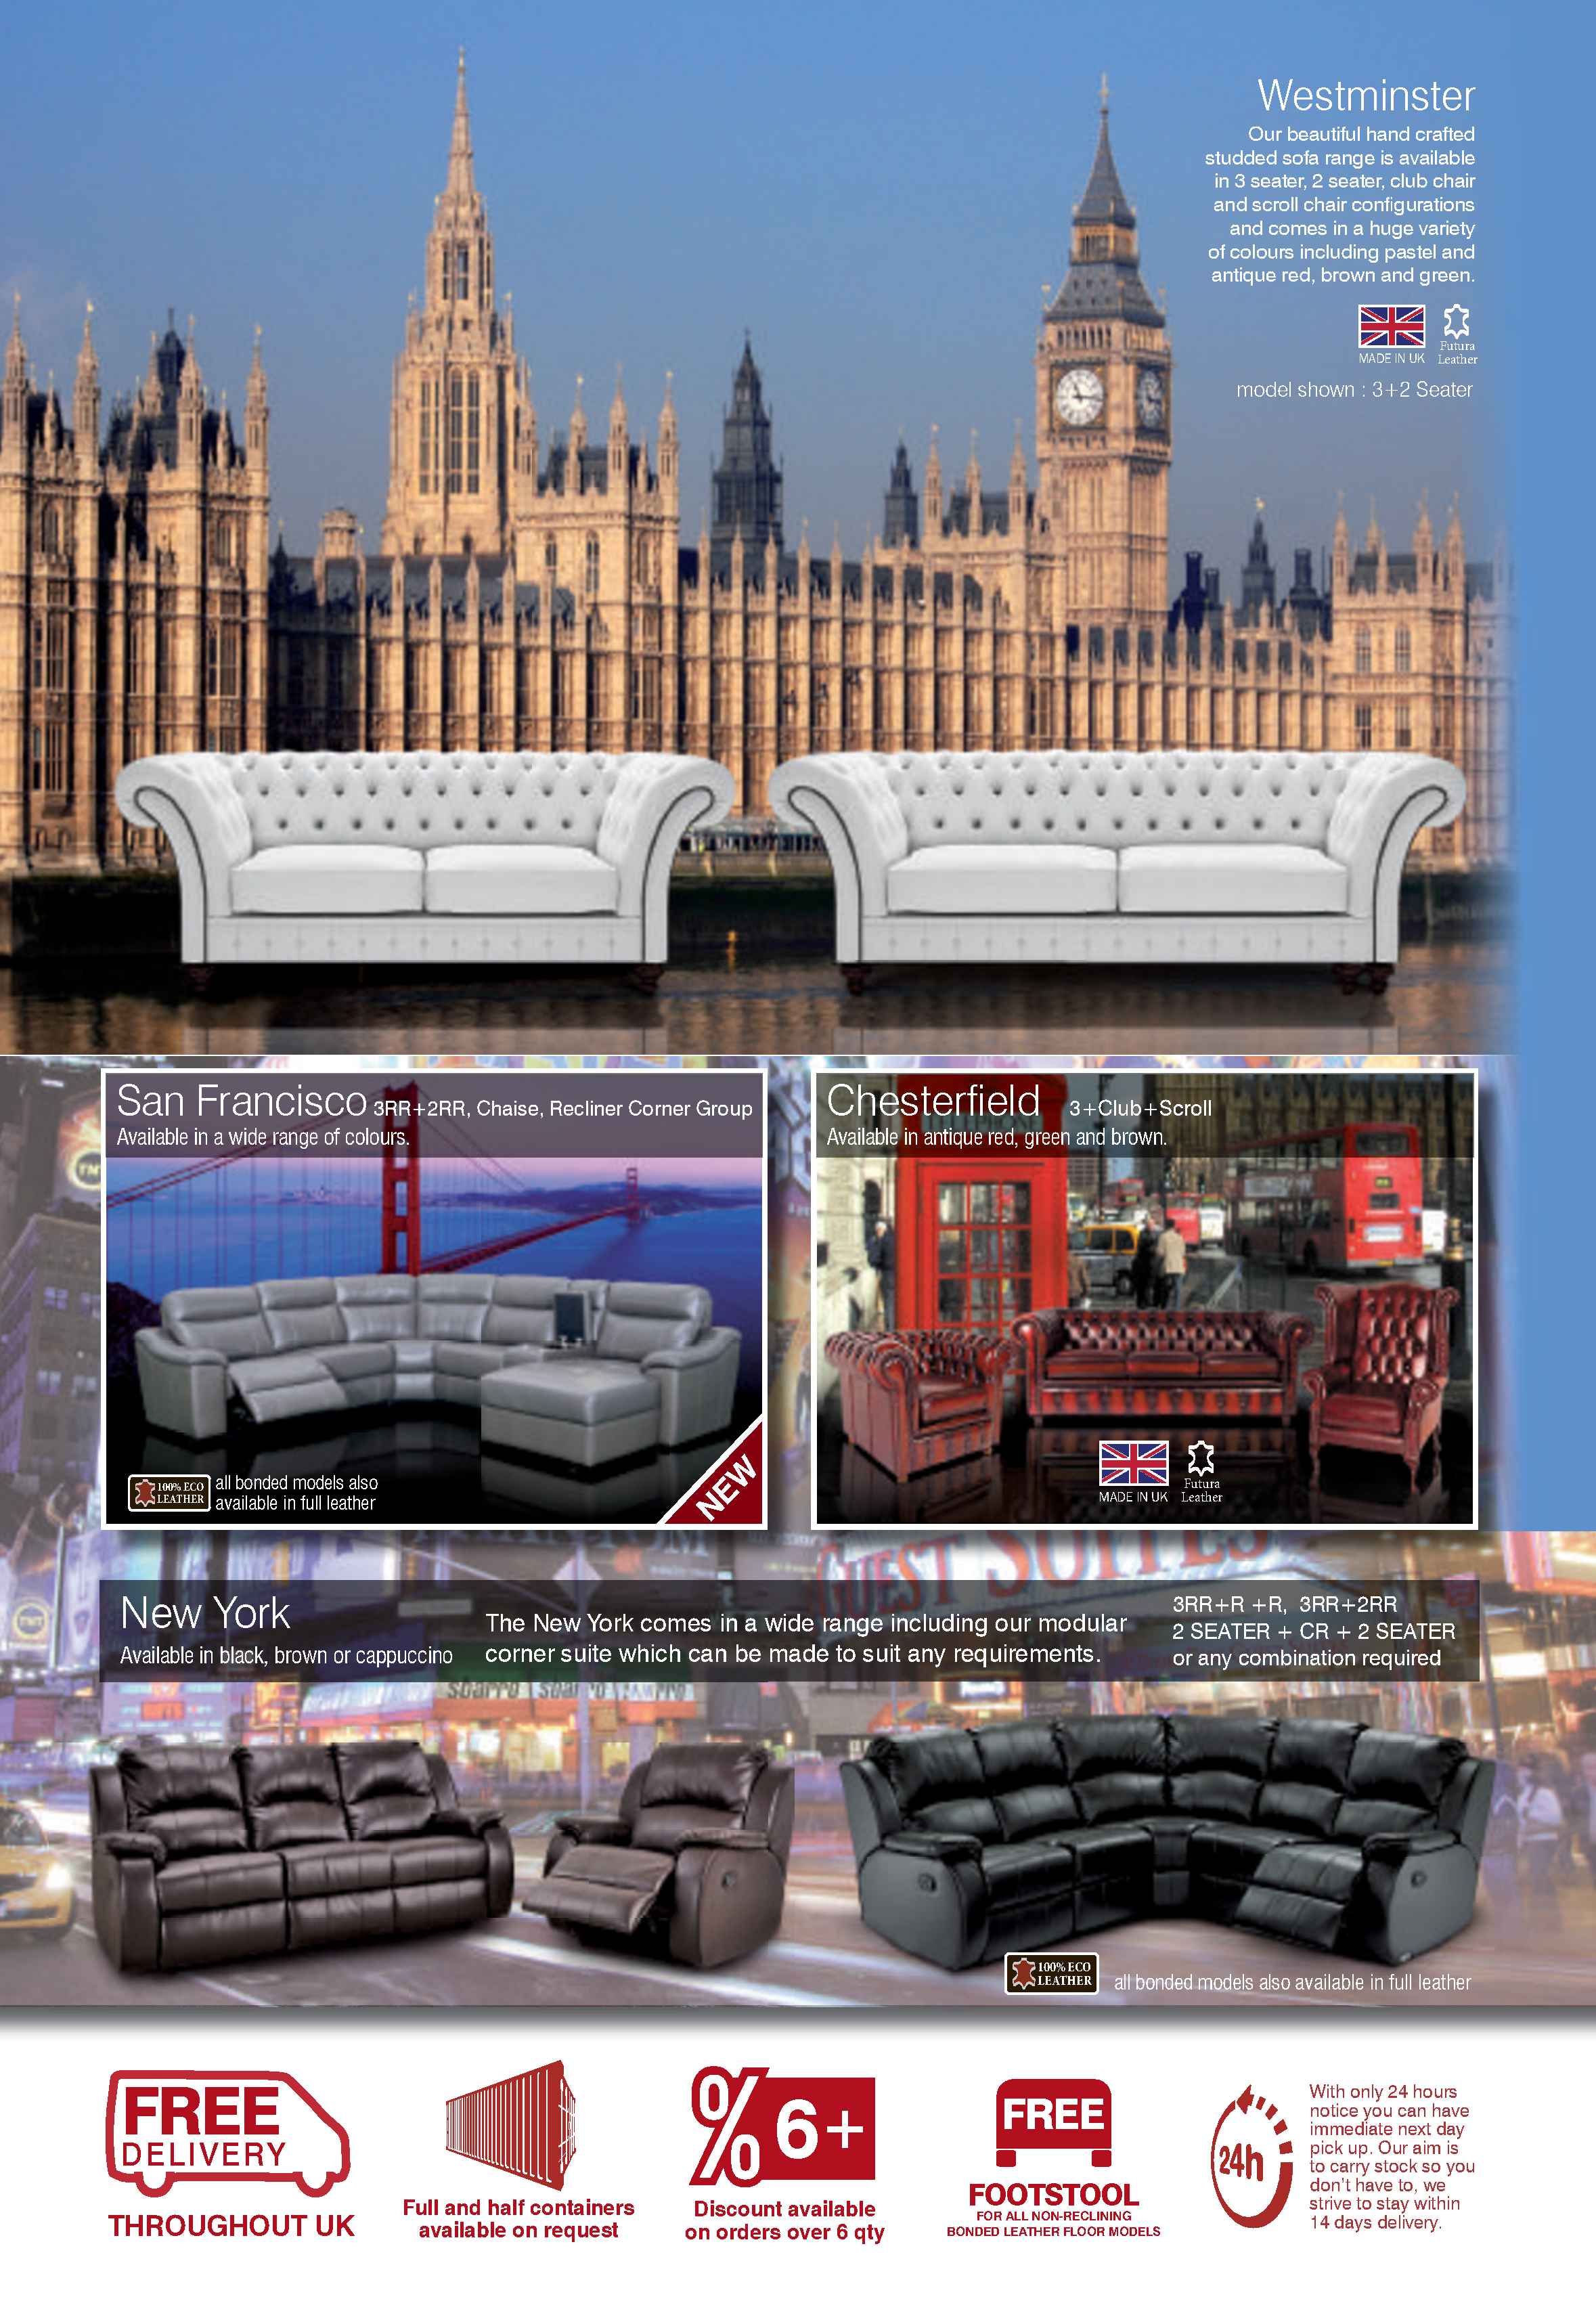 Westminster
Our beautiful hand crafted
studded sofa range is available
in 3 seater, 2 seater, club chair
and scroll chair configurations
and comes in a huge variety
of colours including pastel and
antique red, brown and green.
MADE IN UK
Futura
Leather
model shown : 3+2 Seater
San Francisco 3RR+2RR, Chaise, Recliner Corner Group
Available in a wide range of colours.
100% ECO
LEATHER
all bonded models also
available in full leather
NEW
Chesterfield 3+Club+Scroll
Available in antique red, green and brown.
MADE IN UK
Futura
Leather
TNT
GUEST SUITES
TNT
New York
Available in black, brown or cappuccino
The New York comes in a wide range including our modular
corner suite which can be made to suit any requirements.
3RR+R +R, 3RR+2RR
2 SEATER + CR + 2 SEATER
or any combination required
sbarro sbarro
100% ECO
LEATHER
all bonded models also available in full leather
FREE
DELIVERY
THROUGHOUT UK
Full and half containers
available on request
% 6+
Discount available
on orders over 6 qty
FREE
FOOTSTOOL
FOR ALL NON-RECLINING
BONDED LEATHER FLOOR MODELS
24h
With only 24 hours
notice you can have
immediate next day
pick up. Our aim is
to carry stock so you
don't have to, we
strive to stay within
14 days delivery.